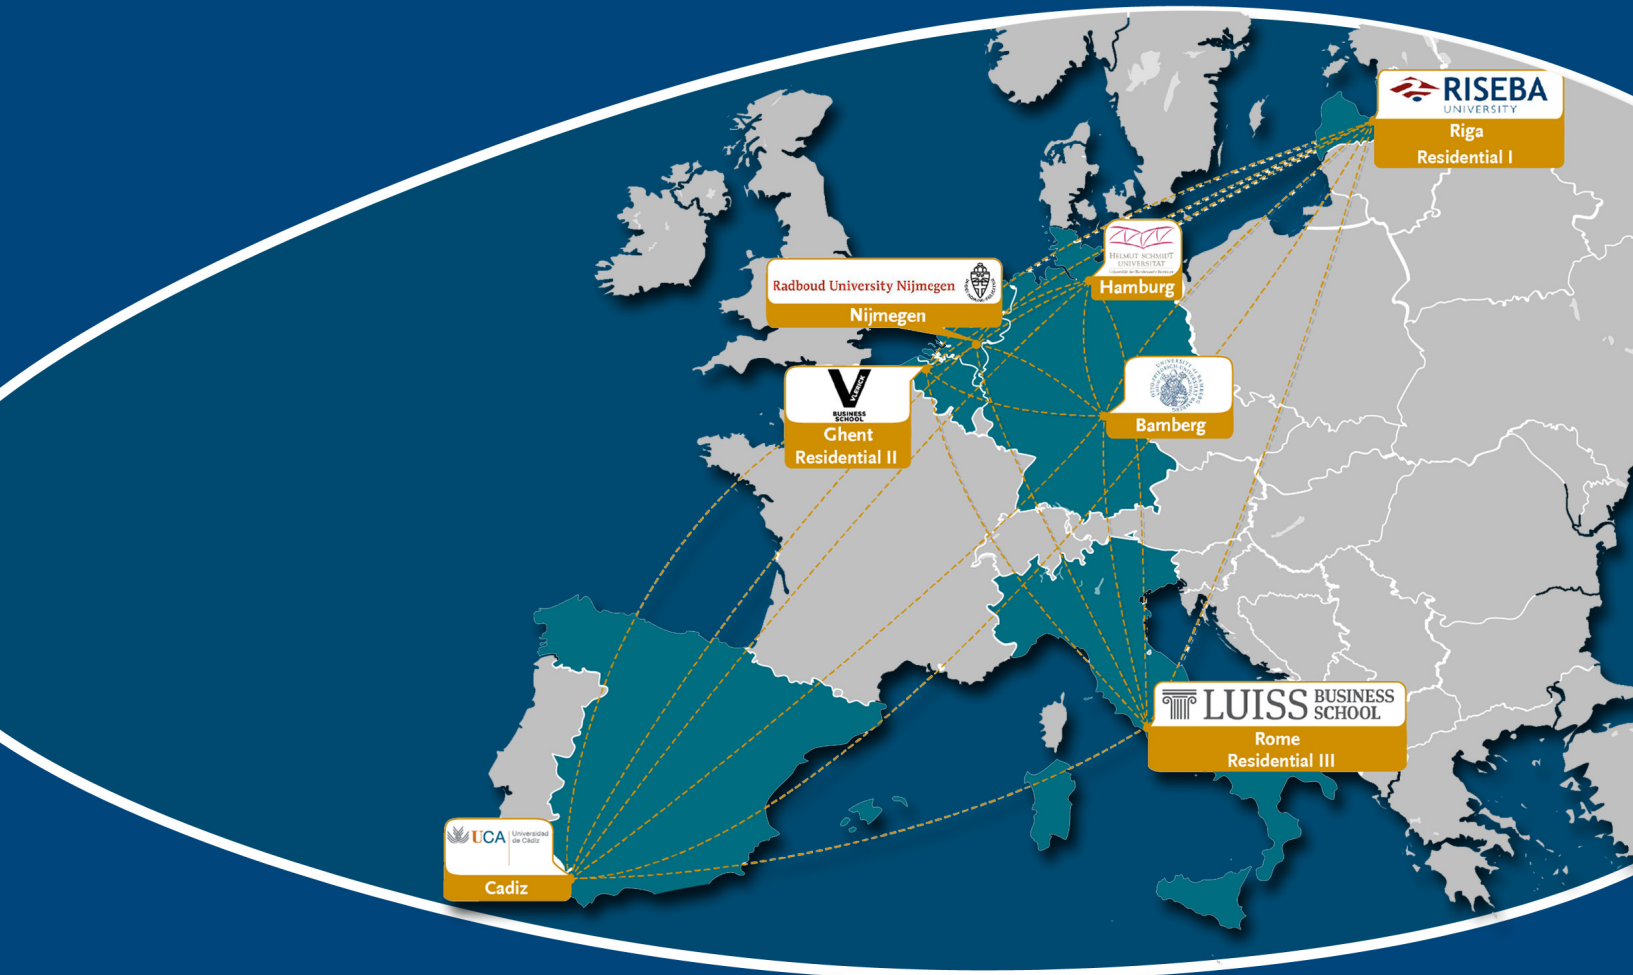 RISEBA
UNIVERSITY
Riga
Residential I
HELMUT SCHMIDT
UNIVERSITÄT
Hamburg
Radboud University Nijmegen
Nijmegen
VLERICK
BUSINESS
SCHOOL
Ghent
Residential II
Bamberg
LUISS BUSINESS
SCHOOL
Rome
Residential III
UCA Universidad
de Cádiz
Cadiz